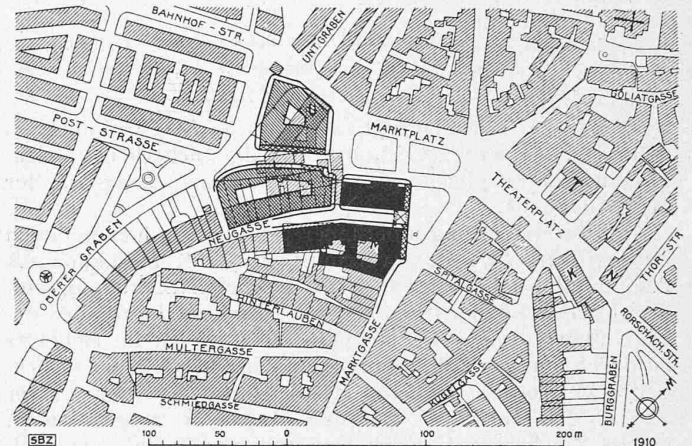 BAHNHOF-STR.
UNT. GRABEN
GOLIATGASSE
POST-STRASSE
MARKTPLATZ
THEATERPLATZ
T
U
NEUGASSE
OBERER GRABEN
M
K
N
THOR-STR
SPITALGASSE
HINTERLAUBEN
RORSCHACH.STR.
MULTERGASSE
MARKTGASSE
KUGELGASSE
BURGGRABEN
SCHMIEDGASSE
N
SBZ
100 50 0 100 200 m
1910